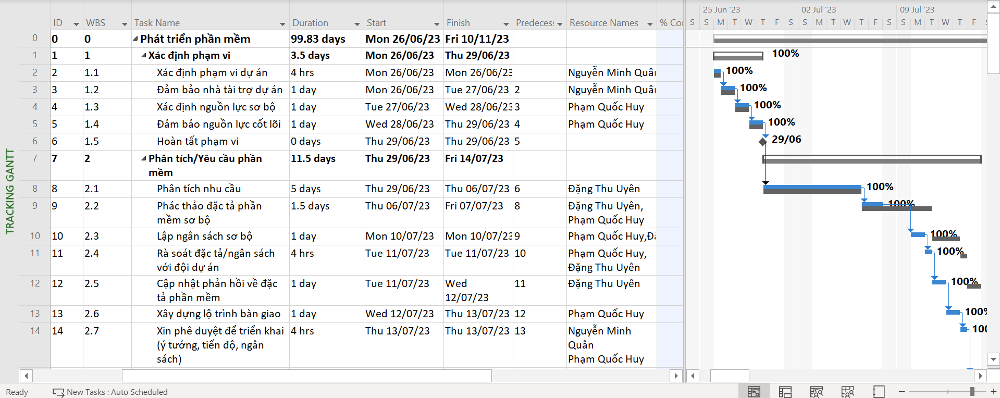 25 Jun '23 02 Jul '23 09 Jul '23
ID WBS Task Name Duration Start Finish Predecess Resource Names % Cor
S S M T W T F S S M T W T F S S M T W T F
0 0 0 Phát triển phần mềm 99.83 days Mon 26/06/23 Fri 10/11/23
1 1 1 Xác định phạm vi 3.5 days Mon 26/06/23 Thu 29/06/23 100%
2 2 1.1 Xác định phạm vi dự án 4 hrs Mon 26/06/23 Mon 26/06/23 Nguyễn Minh Quân 100%
3 3 1.2 Đảm bảo nhà tài trợ dự án 1 day Mon 26/06/23 Tue 27/06/23 2 Nguyễn Minh Quân 100%
4 4 1.3 Xác định nguồn lực sơ bộ 1 day Tue 27/06/23 Wed 28/06/23 3 Phạm Quốc Huy 100%
5 5 1.4 Đảm bảo nguồn lực cốt lõi 1 day Wed 28/06/23 Thu 29/06/23 4 Phạm Quốc Huy 100%
6 6 1.5 Hoàn tất phạm vi 0 days Thu 29/06/23 Thu 29/06/23 5 29/06
7 7 2 Phân tích/Yêu cầu phần 11.5 days Thu 29/06/23 Fri 14/07/23
mềm
8 8 2.1 Phân tích nhu cầu 5 days Thu 29/06/23 Thu 06/07/23 6 Đặng Thu Uyên 100%
9 9 2.2 Phác thảo đặc tả phần 1.5 days Thu 06/07/23 Fri 07/07/23 8 Đặng Thu Uyên, 100%
mềm sơ bộ Phạm Quốc Huy
10 10 2.3 Lập ngân sách sơ bộ 1 day Mon 10/07/23 Mon 10/07/23 9 Phạm Quốc Huy,Đặ 100%
11 11 2.4 Rà soát đặc tả/ngân sách 4 hrs Tue 11/07/23 Tue 11/07/23 10 Phạm Quốc Huy, 100%
với đội dự án Đặng Thu Uyên
12 12 2.5 Cập nhật phản hồi về đặc 1 day Tue 11/07/23 Wed 11 Đặng Thu Uyên 100%
tả phần mềm 12/07/23
13 13 2.6 Xây dựng lộ trình bàn giao 1 day Wed 12/07/23 Thu 13/07/23 12 Phạm Quốc Huy 100%
14 14 2.7 Xin phê duyệt để triển khai 4 hrs Thu 13/07/23 Thu 13/07/23 13 Nguyễn Minh 100
(ý tưởng, tiến độ, ngân Quân
sách) Phạm Quốc Huy
TRACKING GANTT
Ready New Tasks : Auto Scheduled